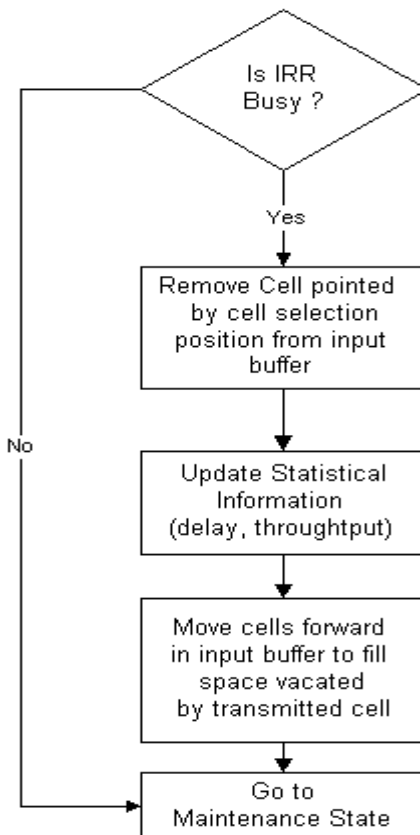 Is IRR
Busy ?
Yes
Remove Cell pointed
by cell selection
position from input
buffer
No
Update Statistical
Information
(delay, throughtput)
Move cells forward
in input buffer to fill
space vacated
by transmitted cell
Go to
Maintenance State